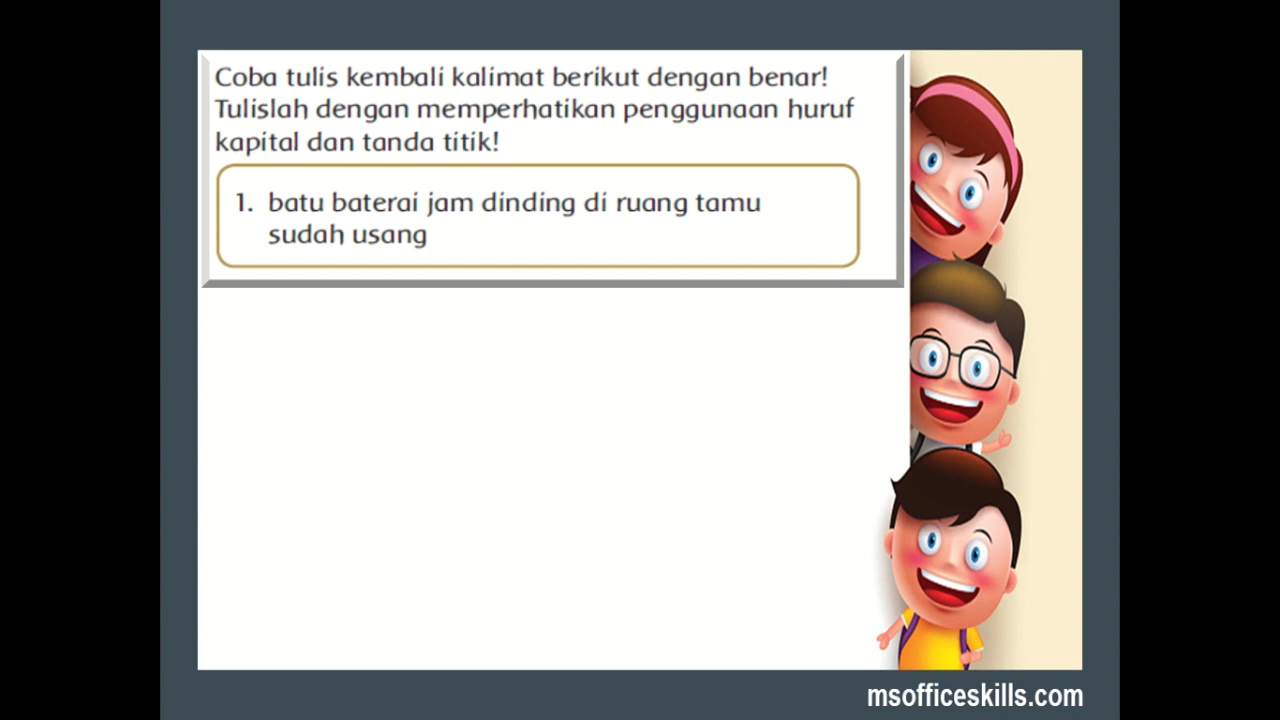 Coba tulis kembali kalimat berikut dengan benar!
Tulislah dengan memperhatikan penggunaan huruf
kapital dan tanda titik!
1. batu baterai jam dinding di ruang tamu
sudah usang
msofficeskills.com